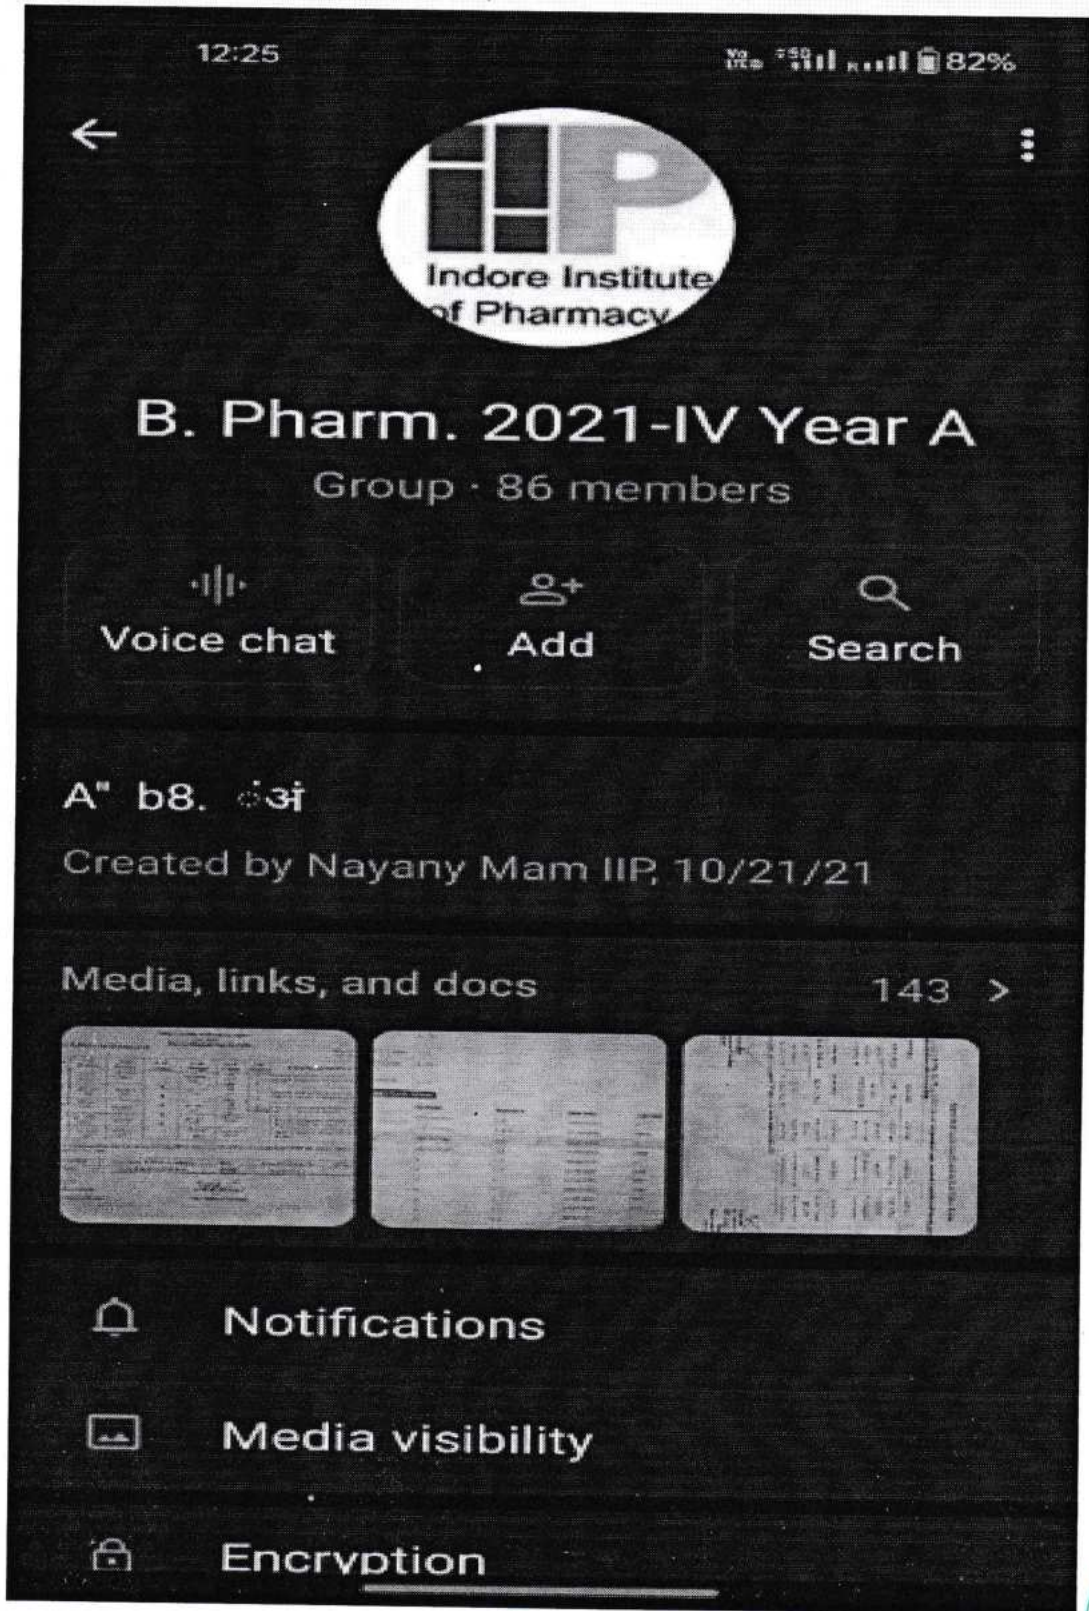 12:25 82%
Indore Institute
of Pharmacy
B. Pharm. 2021-IV Year A
Group · 86 members
Voice chat Add Search
A" b8. ंअं
Created by Nayany Mam IIP, 10/21/21
Media, links, and docs 143 >
Notifications
Media visibility
Encryption